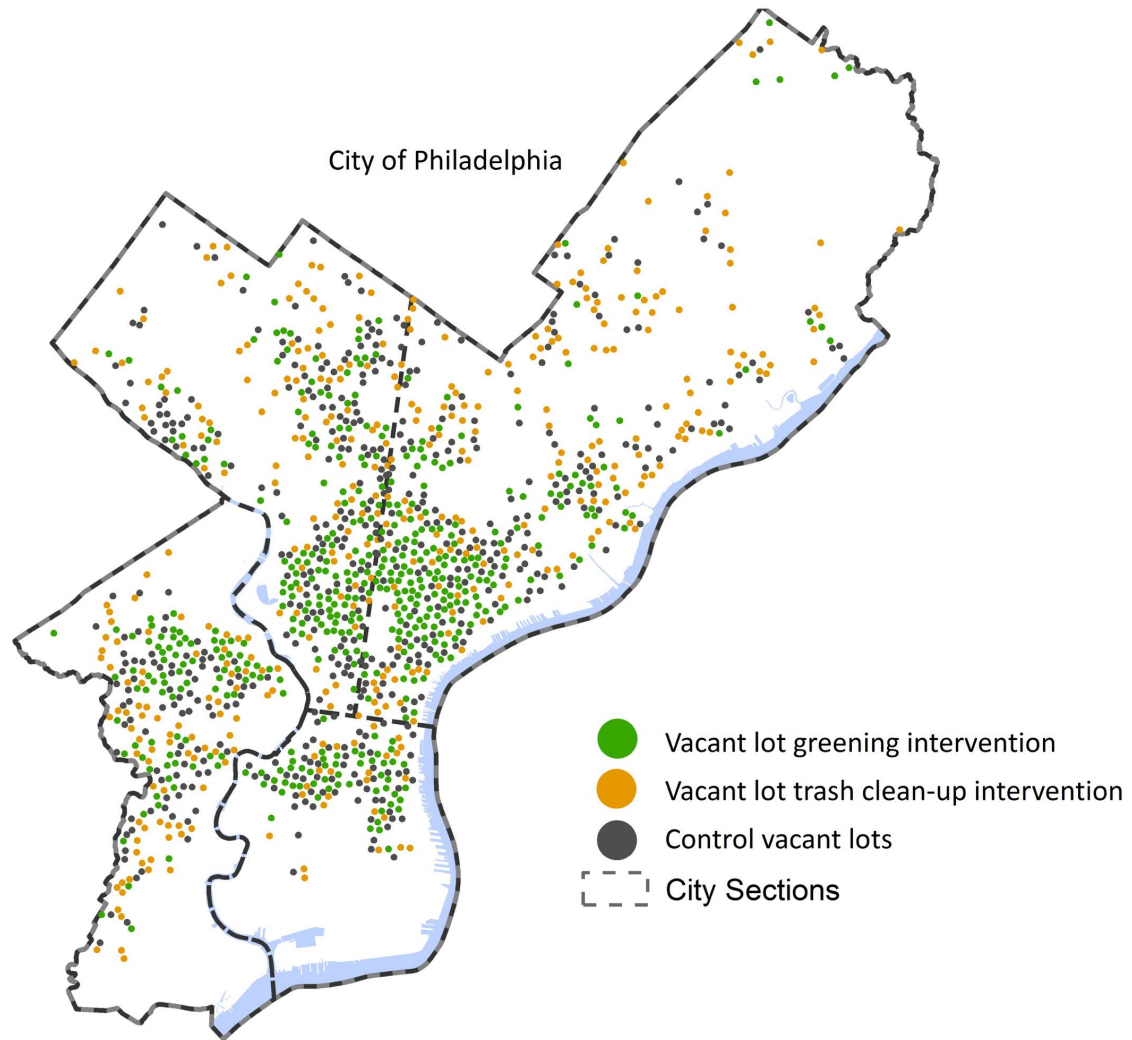 City of Philadelphia
Vacant lot greening intervention
Vacant lot trash clean-up intervention
Control vacant lots
City Sections